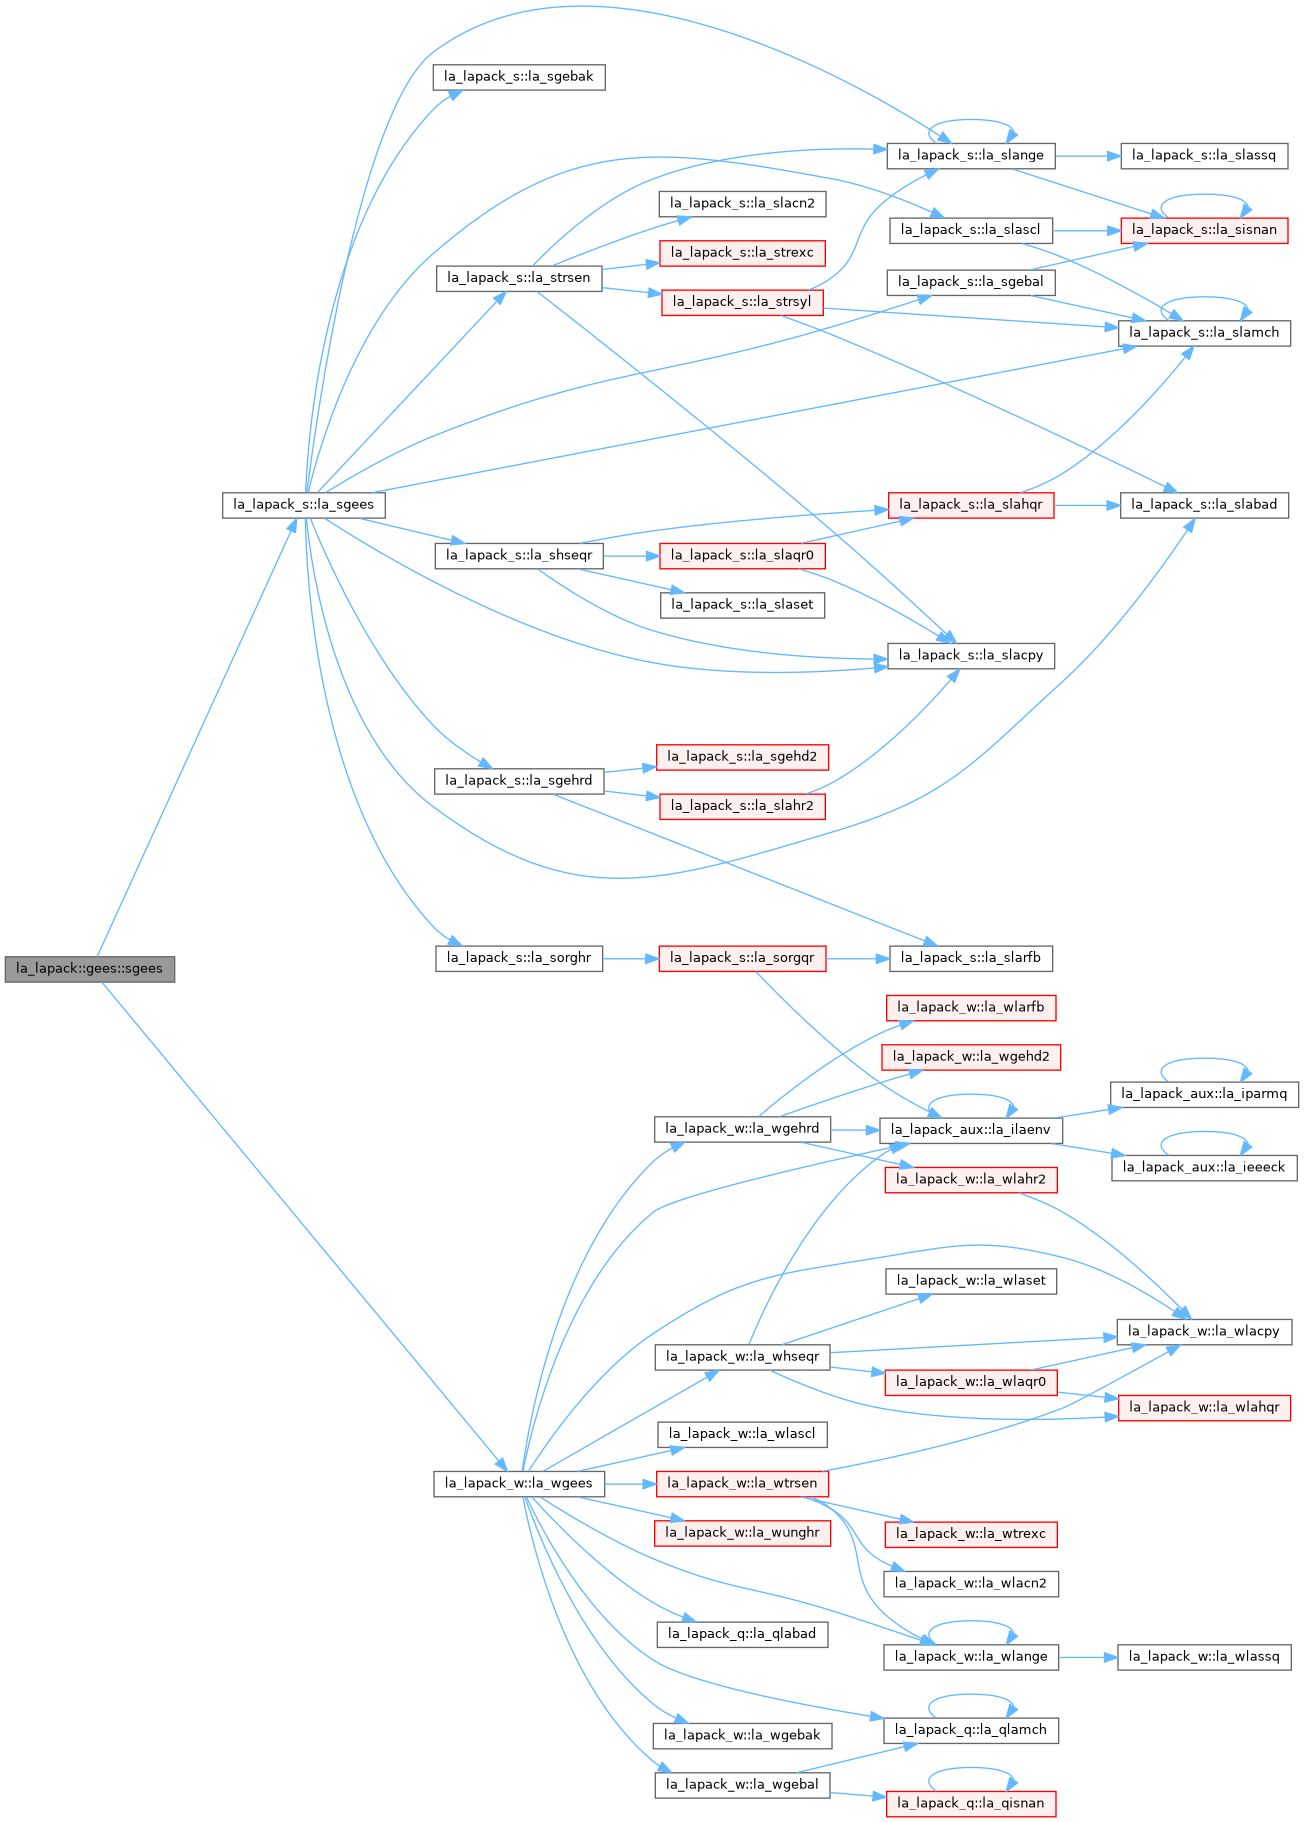 la_lapack_s::la_sgebak
la_lapack_s::la_slange
la_lapack_s::la_slassq
la_lapack_s::la_slacn2
la_lapack_s::la_slascl
la_lapack_s::la_sisnan
la_lapack_s::la_strexc
la_lapack_s::la_strsen
la_lapack_s::la_sgebal
la_lapack_s::la_strsyl
la_lapack_s::la_slamch
la_lapack_s::la_sgees
la_lapack_s::la_slahqr
la_lapack_s::la_slabad
la_lapack_s::la_shseqr
la_lapack_s::la_slaqr0
la_lapack_s::la_slaset
la_lapack_s::la_slacpy
la_lapack_s::la_sgehd2
la_lapack_s::la_sgehrd
la_lapack_s::la_slahr2
la_lapack_s::la_sorghr
la_lapack_s::la_sorgqr
la_lapack_s::la_slarfb
la_lapack::gees::sgees
la_lapack_w::la_wlarfb
la_lapack_w::la_wgehd2
la_lapack_aux::la_iparmq
la_lapack_w::la_wgehrd
la_lapack_aux::la_ilaenv
la_lapack_aux::la_ieeeck
la_lapack_w::la_wlahr2
la_lapack_w::la_wlaset
la_lapack_w::la_wlacpy
la_lapack_w::la_whseqr
la_lapack_w::la_wlaqr0
la_lapack_w::la_wlahqr
la_lapack_w::la_wlascl
la_lapack_w::la_wgees
la_lapack_w::la_wtrsen
la_lapack_w::la_wunghr
la_lapack_w::la_wtrexc
la_lapack_w::la_wlacn2
la_lapack_q::la_qlabad
la_lapack_w::la_wlange
la_lapack_w::la_wlassq
la_lapack_q::la_qlamch
la_lapack_w::la_wgebak
la_lapack_w::la_wgebal
la_lapack_q::la_qisnan